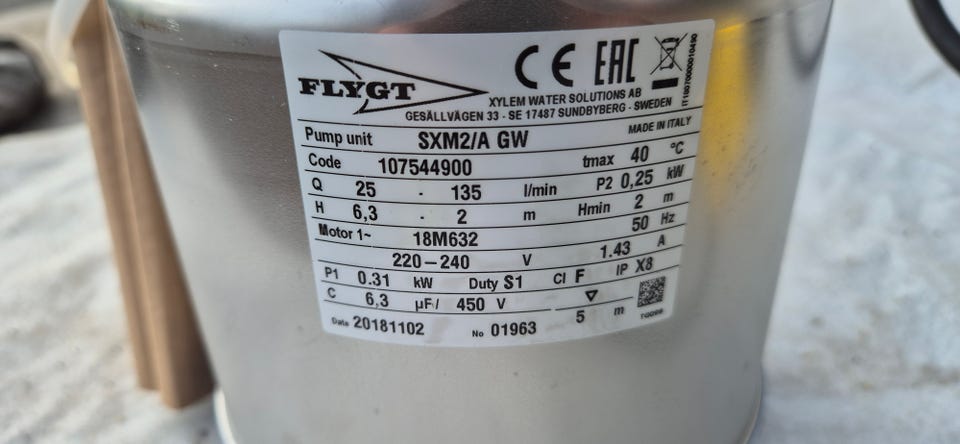 FLYGT
CE EAC
XYLEM WATER SOLUTIONS AB
GESÄLLVÄGEN 33 - SE 17487 SUNDBYBERG - SWEDEN
IT18070000010490
Pump unit SXM2/A GW MADE IN ITALY
Code 107544900 tmax 40 °C
Q 25 - 135 l/min P2 0,25 kW
H 6,3 - 2 m Hmin 2 m
Motor 1~ 18M632 50 Hz
220-240 V 1.43 A
P1 0.31 kW Duty S1 Cl F IP X8
C 6,3 µF/ 450 V 5 m
Date 20181102 No 01963